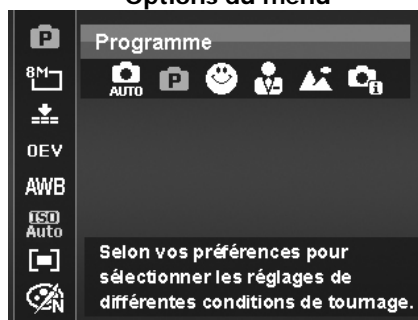 Options du menu
P
Programme
8M
AUTO P i
0EV
AWB
ISO
Auto
N
Selon vos préférences pour
sélectionner les réglages de
différentes conditions de tournage.